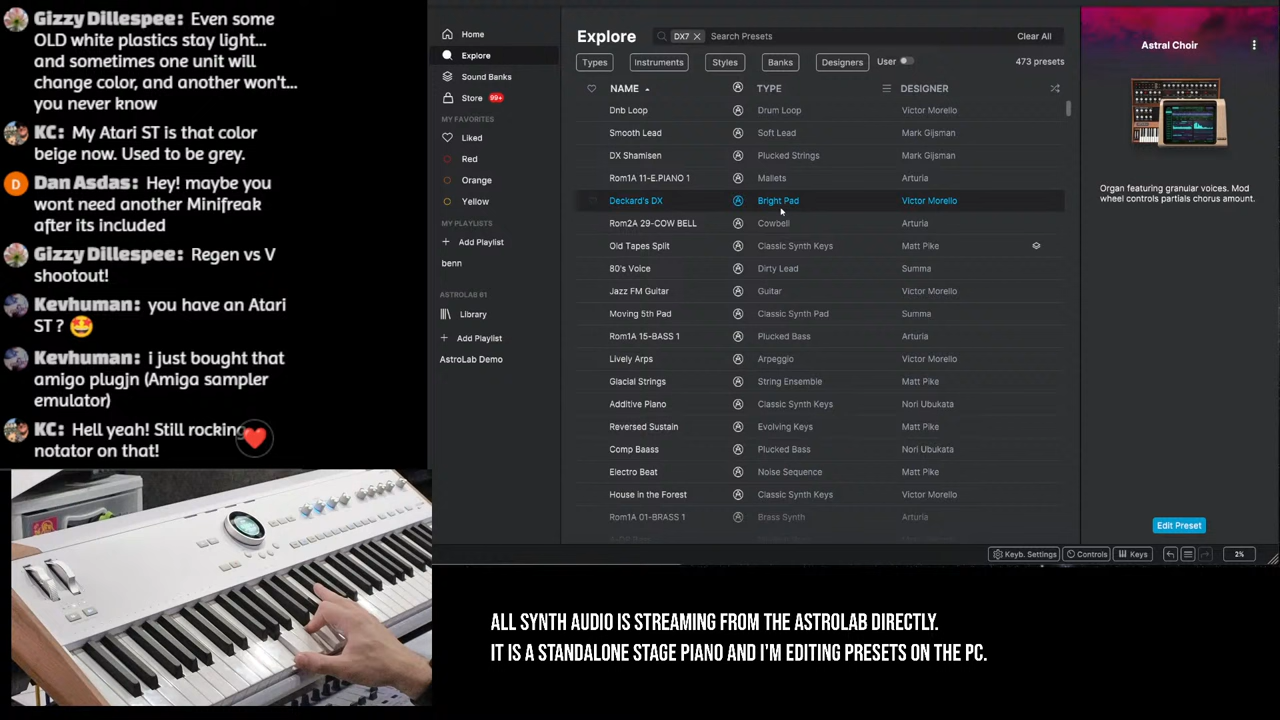 Gizzy Dillespee: Even some
OLD white plastics stay light...
and sometimes one unit will
change color, and another won't...
you never know
KC: My Atari ST is that color
beige now. Used to be grey.
D Dan Asdas: Hey! maybe you
wont need another Minifreak
after its included
Gizzy Dillespee: Regen vs V
shootout!
Kevhuman: you have an Atari
ST ?
Kevhuman: i just bought that
amigo plugjn (Amiga sampler
emulator)
KC: Hell yeah! Still rocking
notator on that!
Home
Explore
Sound Banks
Store 99+
MY FAVORITES
Liked
Red
Orange
Yellow
MY PLAYLISTS
Add Playlist
benn
ASTROLAB 01
Library
Add Playlist
AstroLab Demo
Explore DX7 Search Presets Clear All
Types Instruments Styles Banks Designers User 473 presets
NAME TYPE DESIGNER
Dnb Loop Drum Loop Victor Morello
Smooth Lead Soft Lead Mark Gijsman
DX Shamisen Plucked Strings Mark Gijsman
Rom1A 11-E.PIANO 1 Mallets Arturia
Deckard's DX Bright Pad Victor Morello
Rom2A 29-COW BELL Cowbell Arturia
Old Tapes Split Classic Synth Keys Matt Pike
80's Voice Dirty Lead Summa
Jazz FM Guitar Guitar Victor Morello
Moving 5th Pad Classic Synth Pad Summa
Rom1A 15-BASS 1 Plucked Bass Arturia
Lively Arps Arpeggio Victor Morello
Glacial Strings String Ensemble Matt Pike
Additive Piano Classic Synth Keys Nori Ubukata
Reversed Sustain Evolving Keys Matt Pike
Comp Baass Plucked Bass Nori Ubukata
Electro Beat Noise Sequence Matt Pike
House in the Forest Classic Synth Keys Victor Morello
Rom1A 01-BRASS 1 Brass Synth Arturia
Astral Choir
Organ featuring granular voices. Mod
wheel controls partials chorus amount.
Edit Preset
Keyb. Settings Controls Keys 2%
ALL SYNTH AUDIO IS STREAMING FROM THE ASTROLAB DIRECTLY.
IT IS A STANDALONE STAGE PIANO AND I'M EDITING PRESETS ON THE PC.